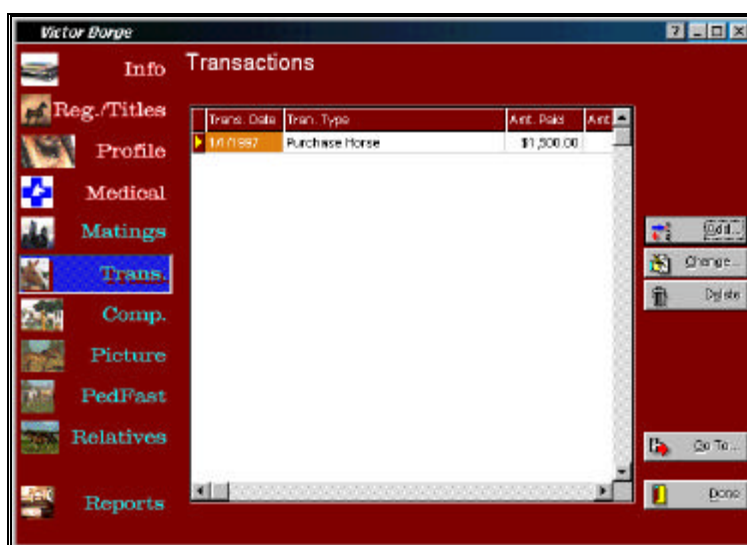 Victor Borge
Info
Reg./Titles
Profile
Medical
Matings
Trans.
Comp.
Picture
PedFast
Relatives
Reports
Transactions
Trans. Date Tran. Type Amt. Paid Amt
1/1/1997 Purchase Horse $1,500.00
Add...
Change...
Delete
Go To...
Done